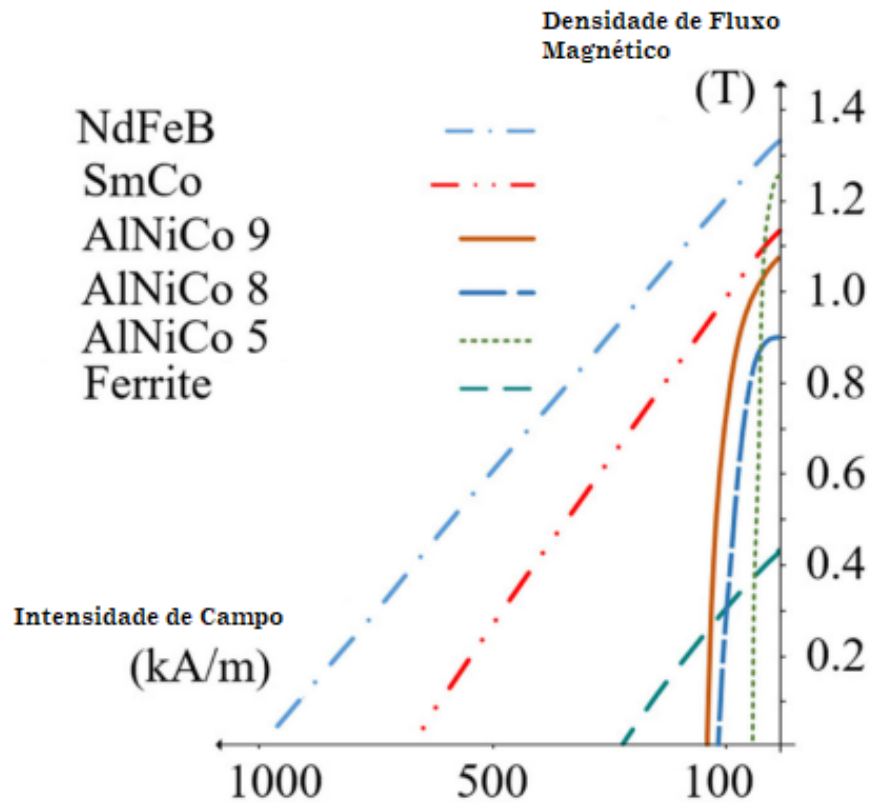 Densidade de Fluxo
Magnético
(T)
NdFeB
SmCo
AlNiCo 9
AlNiCo 8
AlNiCo 5
Ferrite
1.4
1.2
1.0
0.8
0.6
0.4
0.2
Intensidade de Campo
(kA/m)
1000 500 100